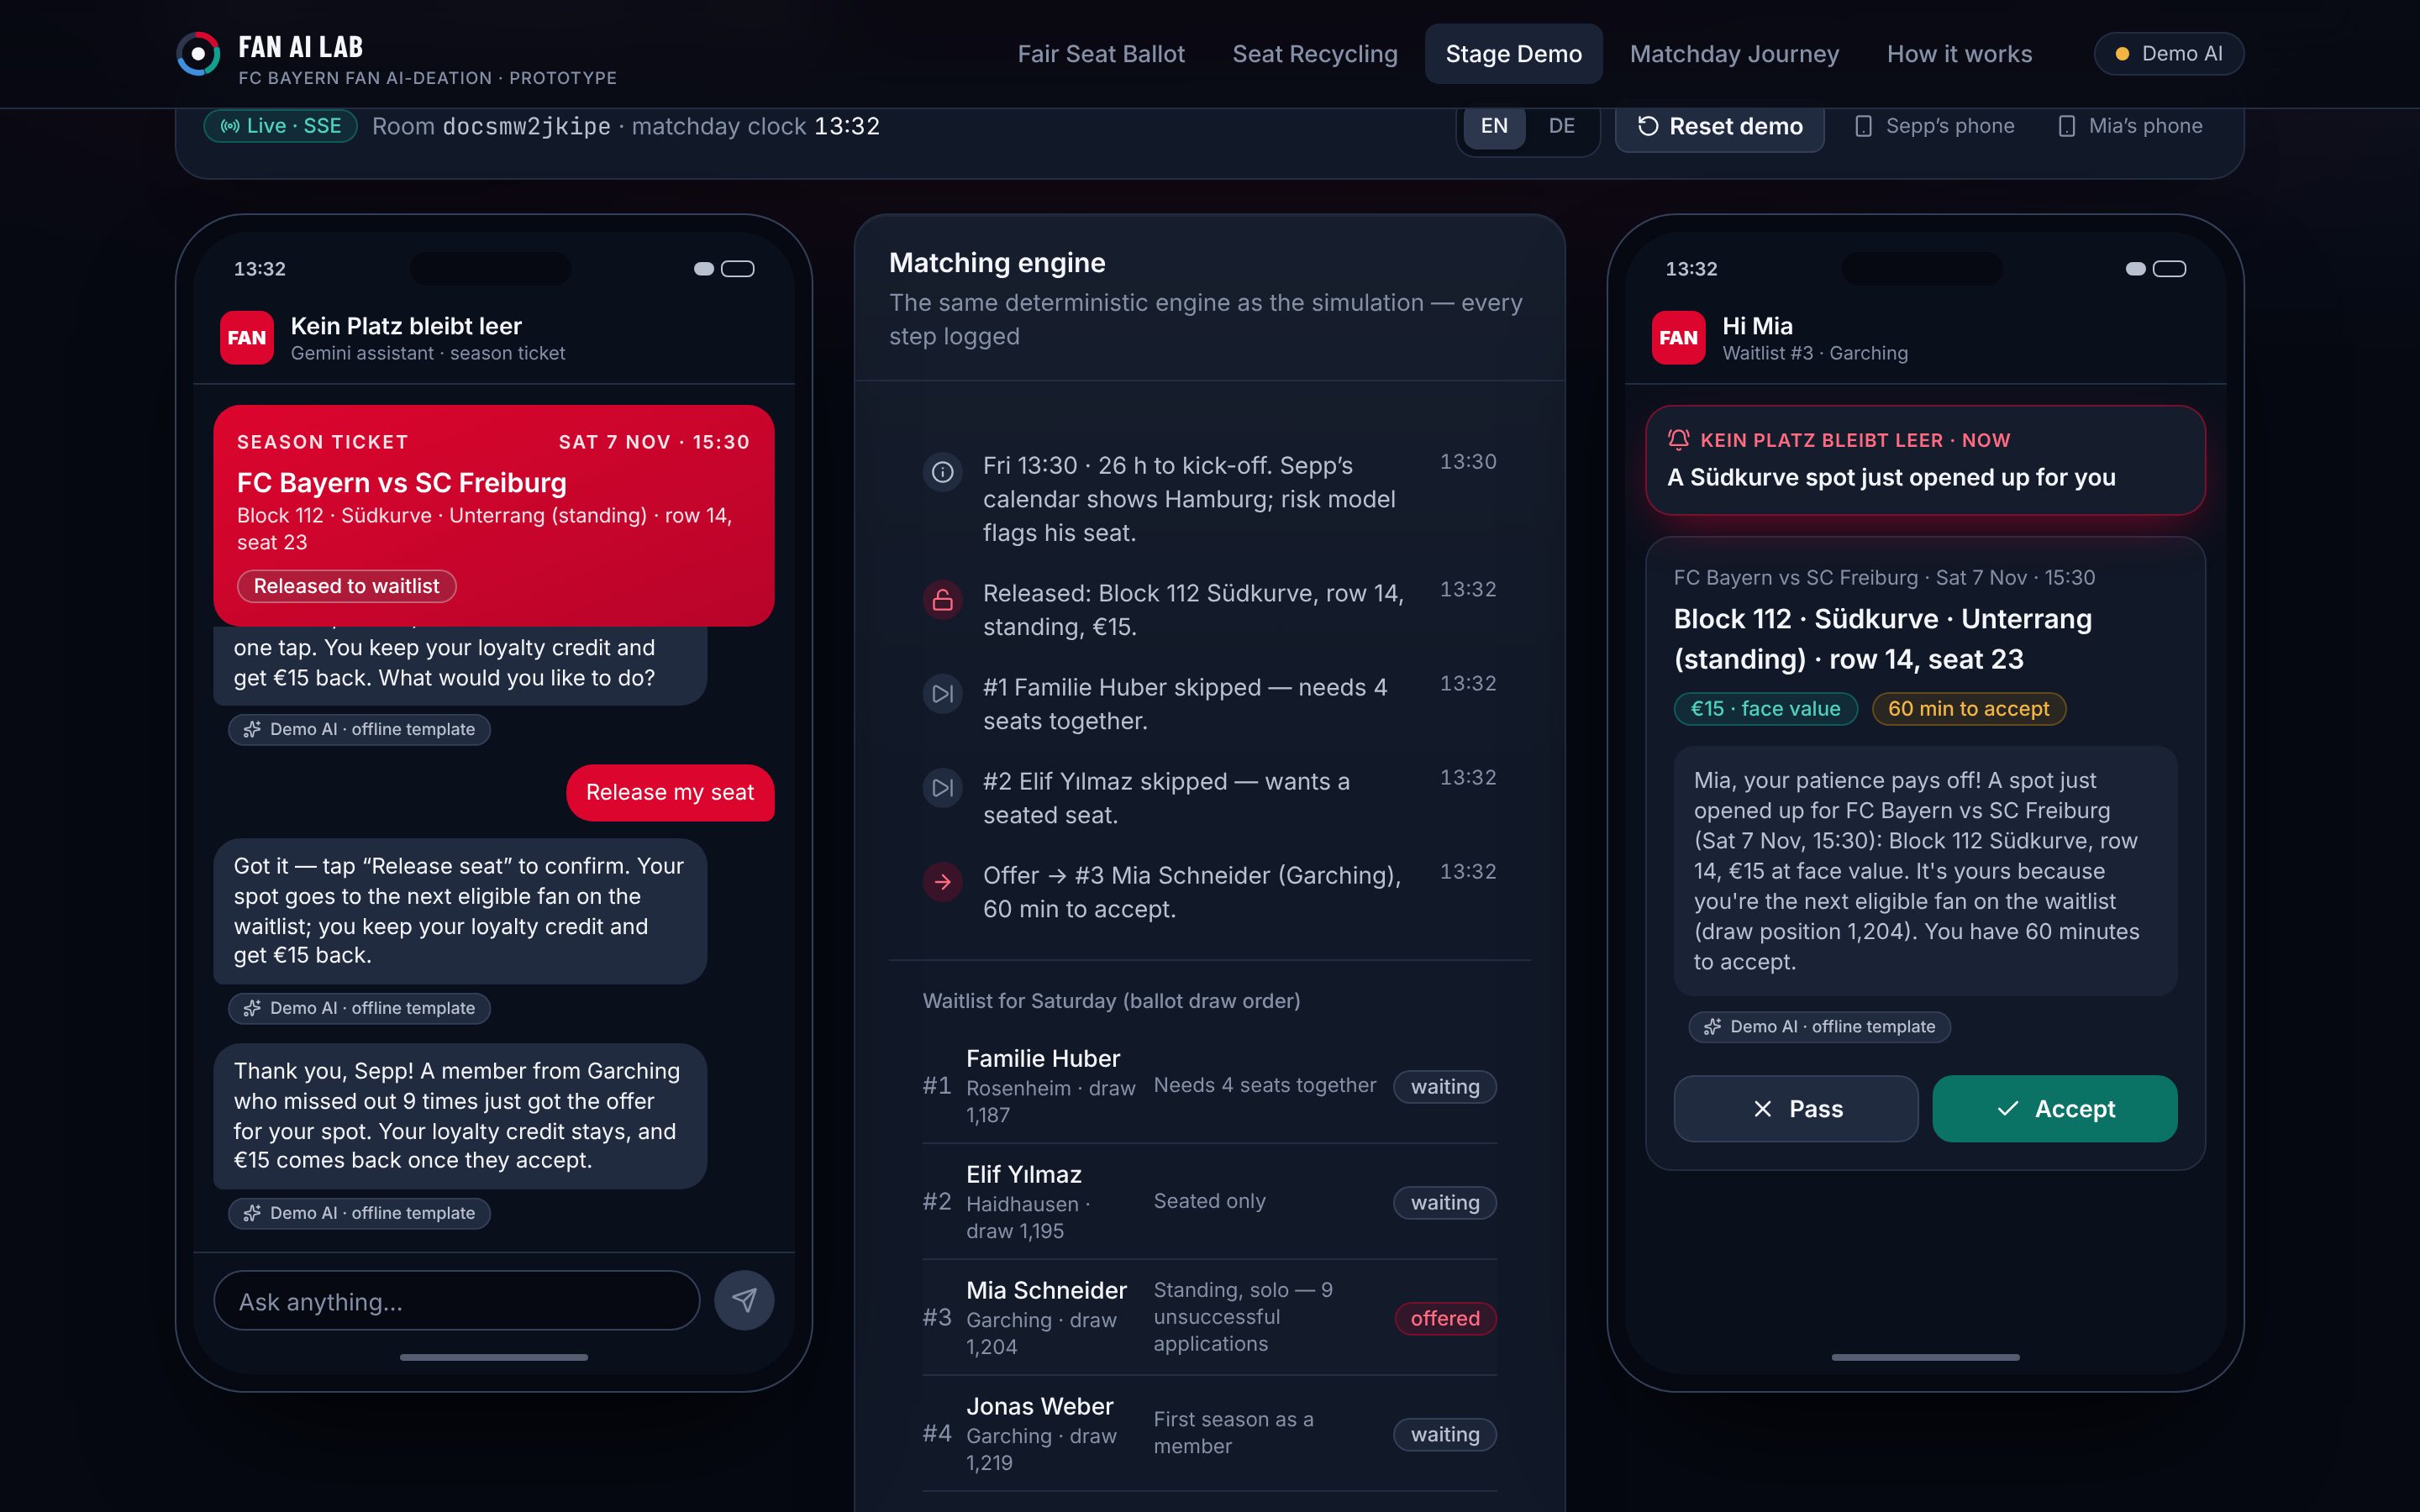 FAN AI LAB
FC BAYERN FAN AI-DEATION · PROTOTYPE
Fair Seat Ballot
Seat Recycling
Stage Demo
Matchday Journey
How it works
Demo AI
Live · SSE
Room docsmw2jkipe · matchday clock 13:32
EN
DE
Reset demo
Sepp’s phone
Mia’s phone
13:32
FAN
Kein Platz bleibt leer
Gemini assistant · season ticket
SEASON TICKET
SAT 7 NOV · 15:30
FC Bayern vs SC Freiburg
Block 112 · Südkurve · Unterrang (standing) · row 14,
seat 23
Released to waitlist
one tap. You keep your loyalty credit and
get €15 back. What would you like to do?
Demo AI · offline template
Release my seat
Got it — tap “Release seat” to confirm. Your
spot goes to the next eligible fan on the
waitlist; you keep your loyalty credit and
get €15 back.
Demo AI · offline template
Thank you, Sepp! A member from Garching
who missed out 9 times just got the offer
for your spot. Your loyalty credit stays, and
€15 comes back once they accept.
Demo AI · offline template
Ask anything…
Matching engine
The same deterministic engine as the simulation — every
step logged
Fri 13:30 · 26 h to kick-off. Sepp’s
calendar shows Hamburg; risk model
flags his seat.
13:30
Released: Block 112 Südkurve, row 14,
standing, €15.
13:32
#1 Familie Huber skipped — needs 4
seats together.
13:32
#2 Elif Yılmaz skipped — wants a
seated seat.
13:32
Offer → #3 Mia Schneider (Garching),
60 min to accept.
13:32
Waitlist for Saturday (ballot draw order)
#1
Familie Huber
Rosenheim · draw
1,187
Needs 4 seats together
waiting
#2
Elif Yılmaz
Haidhausen ·
draw 1,195
Seated only
waiting
#3
Mia Schneider
Garching · draw
1,204
Standing, solo — 9
unsuccessful
applications
offered
#4
Jonas Weber
Garching · draw
1,219
First season as a
member
waiting
13:32
FAN
Hi Mia
Waitlist #3 · Garching
KEIN PLATZ BLEIBT LEER · NOW
A Südkurve spot just opened up for you
FC Bayern vs SC Freiburg · Sat 7 Nov · 15:30
Block 112 · Südkurve · Unterrang
(standing) · row 14, seat 23
€15 · face value
60 min to accept
Mia, your patience pays off! A spot just
opened up for FC Bayern vs SC Freiburg
(Sat 7 Nov, 15:30): Block 112 Südkurve, row
14, €15 at face value. It's yours because
you're the next eligible fan on the waitlist
(draw position 1,204). You have 60 minutes
to accept.
Demo AI · offline template
Pass
Accept